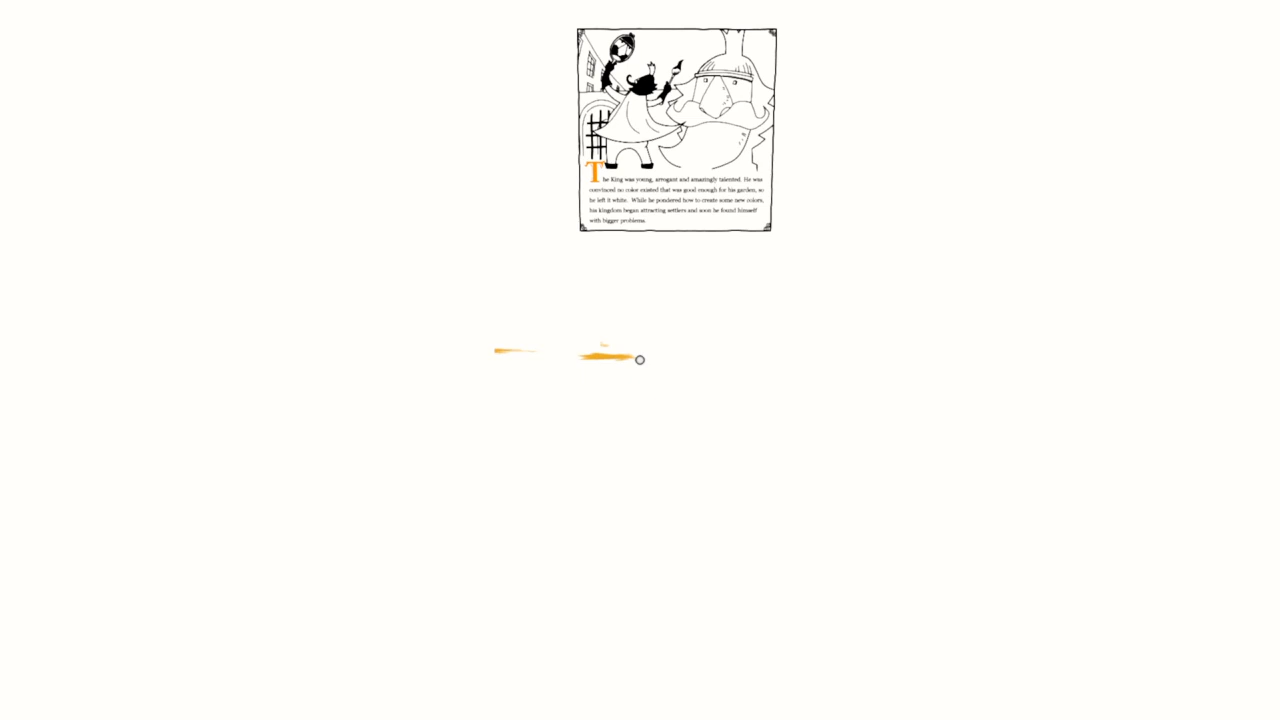 The King was young, arrogant and amazingly talented. He was
convinced no color existed that was good enough for his garden, so
he left it white. While he pondered how to create some new colors,
his kingdom began attracting settlers and soon he found himself
with bigger problems.